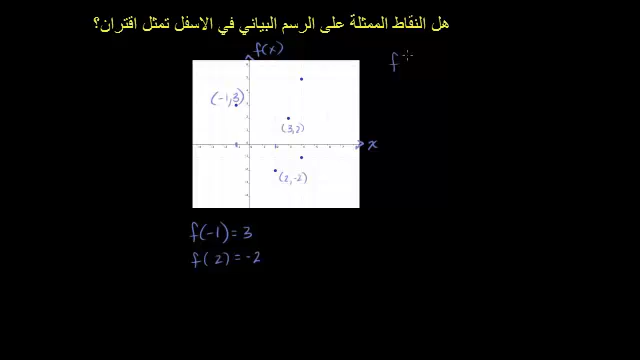 هل النقاط الممثلة على الرسم البياني في الاسفل تمثل اقتران؟
f(x)
f
(-1,3)
(3,2)
x
(2,-2)
f(-1)=3
f(2)=-2